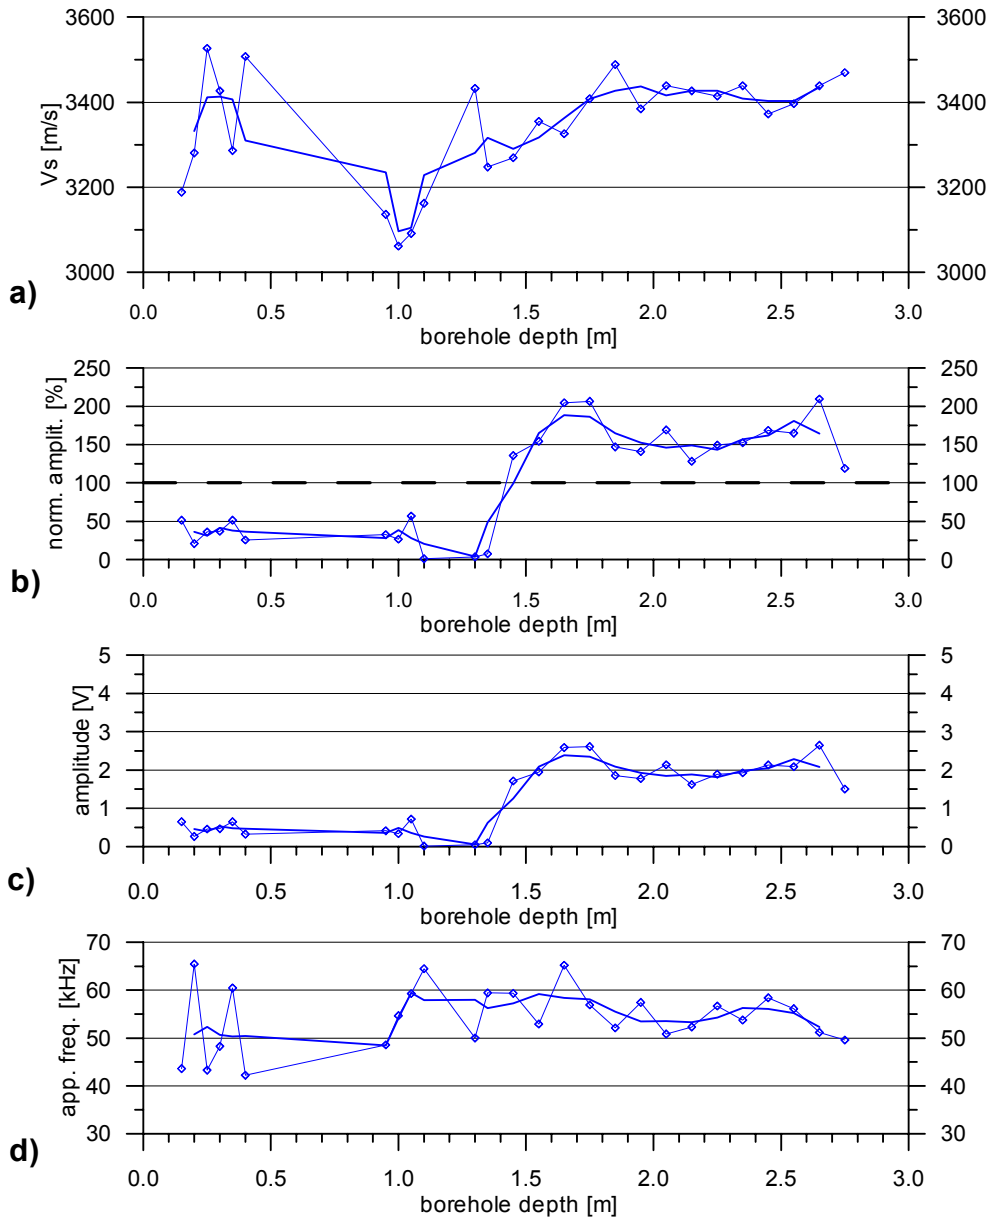 3600 3600
3400 3400
3200 3200
3000 3000
Vs [m/s]
a)
0.0 0.5 1.0 1.5 2.0 2.5 3.0
borehole depth [m]
250 250
200 200
150 150
100 100
50 50
0 0
norm. amplit. [%]
b)
0.0 0.5 1.0 1.5 2.0 2.5 3.0
borehole depth [m]
5 5
4 4
3 3
2 2
1 1
0 0
amplitude [V]
c)
0.0 0.5 1.0 1.5 2.0 2.5 3.0
borehole depth [m]
70 70
60 60
50 50
40 40
30 30
app. freq. [kHz]
d)
0.0 0.5 1.0 1.5 2.0 2.5 3.0
borehole depth [m]